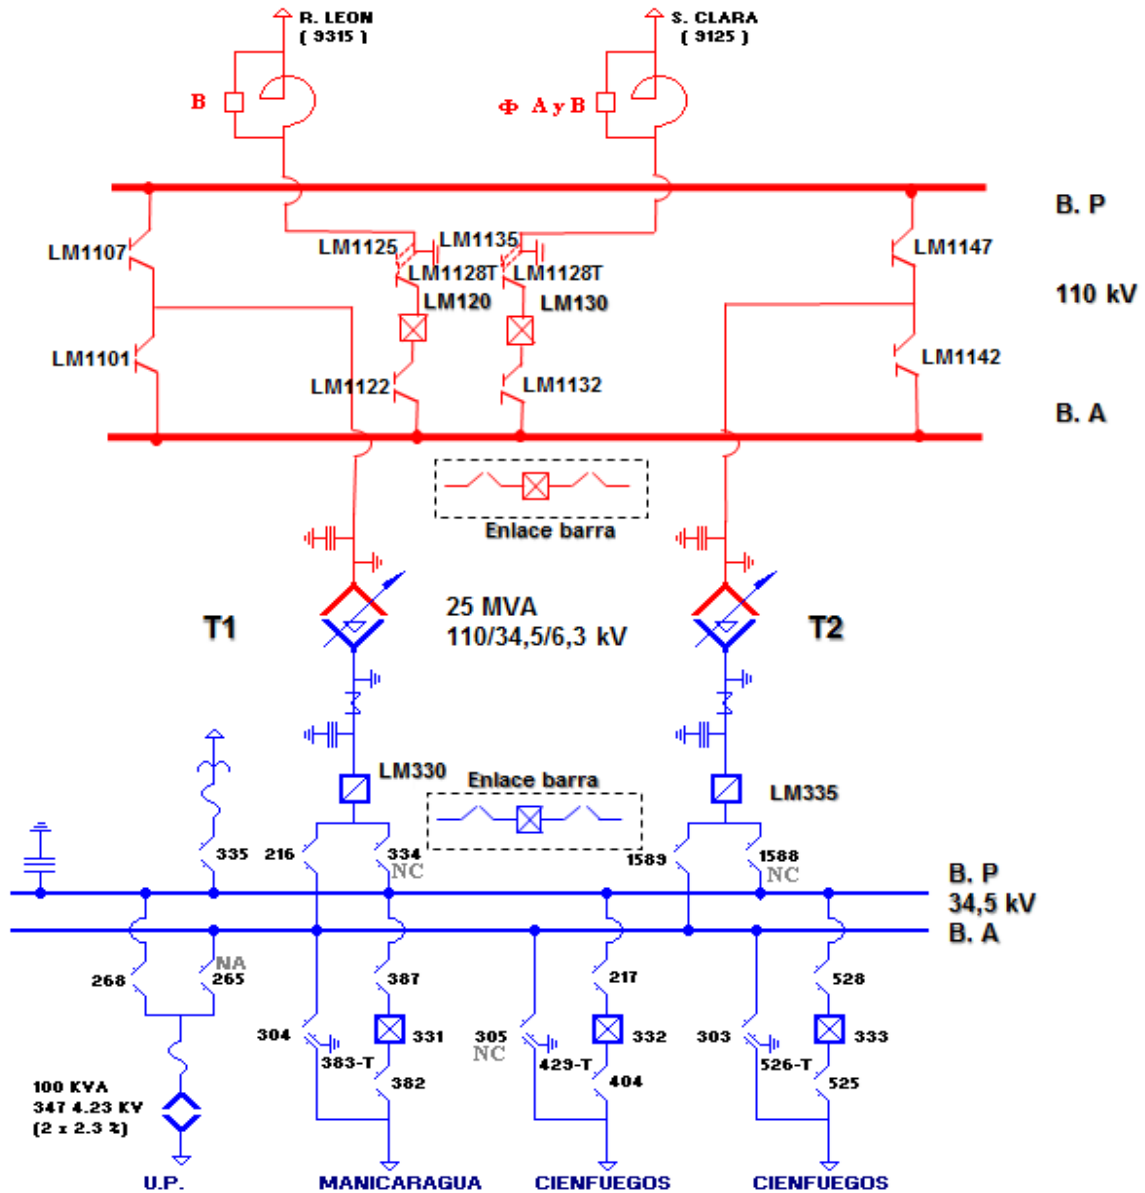 R. LEON
( 9315 )
S. CLARA
( 9125 )
B
Φ A y B
B. P
LM1107
LM1125
LM1135
LM1147
LM1128T
LM1128T
110 kV
LM120
LM130
LM1101
LM1122
LM1132
LM1142
B. A
Enlace barra
T1
25 MVA
110/34,5/6,3 kV
T2
LM330
Enlace barra
LM335
335
216
334
NC
1589
1588
NC
B. P
34,5 kV
B. A
268
NA
265
387
217
528
304
383-T
331
305
NC
429-T
332
303
526-T
333
382
404
525
100 KVA
347 4.23 KV
(2 x 2.3 %)
U.P.
MANICARAGUA
CIENFUEGOS
CIENFUEGOS